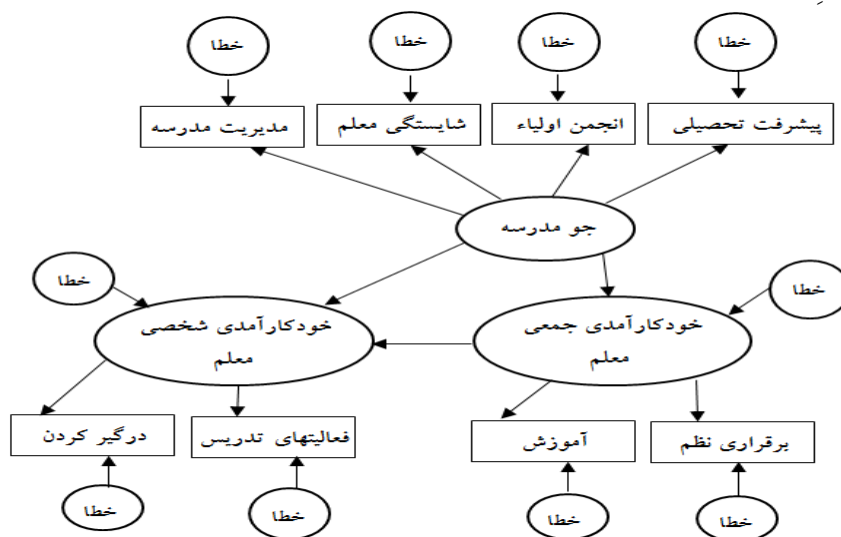 خطا
خطا
خطا
خطا
پیشرفت تحصیلی
انجمن اولیاء
شایستگی معلم
مدیریت مدرسه
جو مدرسه
خطا
خطا
خودکارآمدی جمعی
معلم
خودکارآمدی شخصی
معلم
برقراری نظم
آموزش
فعالیتهای تدریس
درگیر کردن
خطا
خطا
خطا
خطا